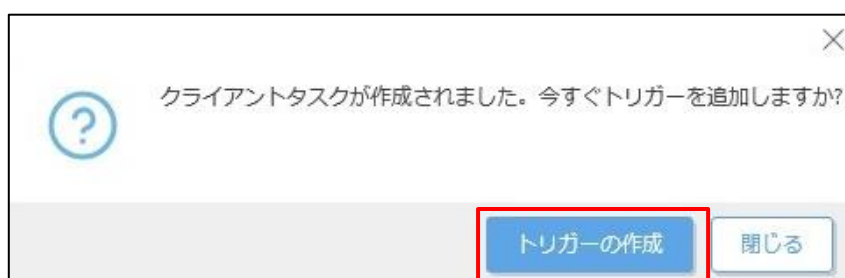 クライアントタスクが作成されました。今すぐトリガーを追加しますか?
トリガーの作成
閉じる